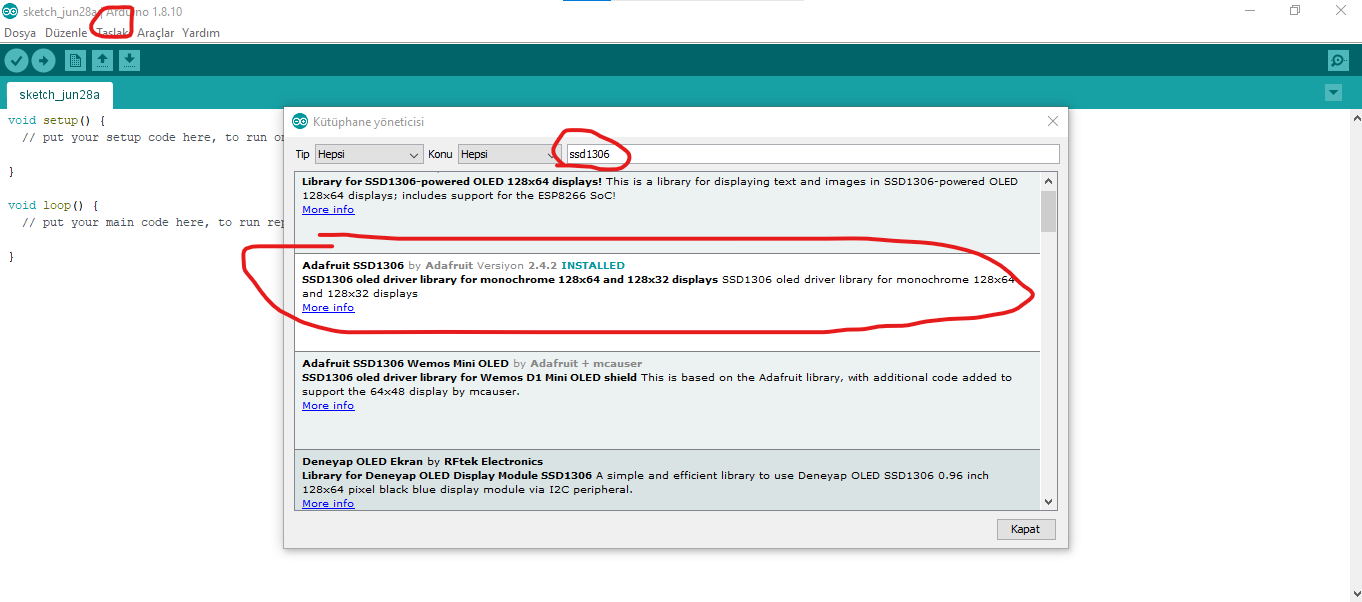 sketch_jun28a | Arduino 1.8.10
Dosya Düzenle Taslak Araçlar Yardım
sketch_jun28a
void setup() {
// put your setup code here, to run on
}
void loop() {
// put your main code here, to run rep
}
Kütüphane yöneticisi
Tip Hepsi Konu Hepsi ssd1306
Library for SSD1306-powered OLED 128x64 displays! This is a library for displaying text and images in SSD1306-powered OLED
128x64 displays; includes support for the ESP8266 SoC!
More info
Adafruit SSD1306 by Adafruit Versiyon 2.4.2 INSTALLED
SSD1306 oled driver library for monochrome 128x64 and 128x32 displays SSD1306 oled driver library for monochrome 128x64
and 128x32 displays
More info
Adafruit SSD1306 Wemos Mini OLED by Adafruit + mcauser
SSD1306 oled driver library for Wemos D1 Mini OLED shield This is based on the Adafruit library, with additional code added to
support the 64x48 display by mcauser.
More info
Deneyap OLED Ekran by RFtek Electronics
Library for Deneyap OLED Display Module SSD1306 A simple and efficient library to use Deneyap OLED SSD1306 0.96 inch
128x64 pixel black blue display module via I2C peripheral.
More info
Kapat